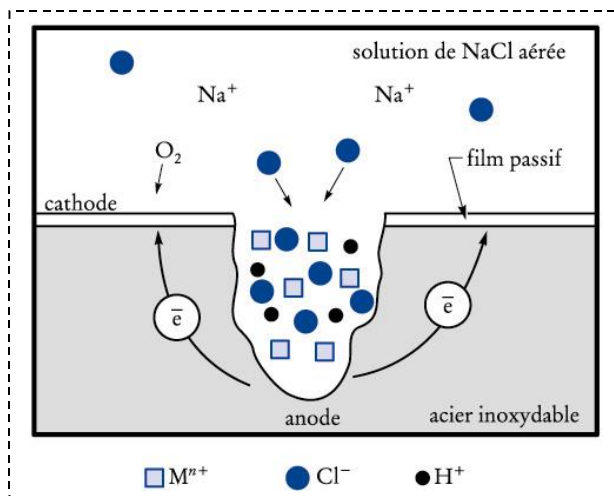 solution de NaCl aérée
Na⁺ Na⁺
O₂
film passif
cathode
e̅ e̅
anode
acier inoxydable
Mⁿ⁺ Cl⁻ H⁺